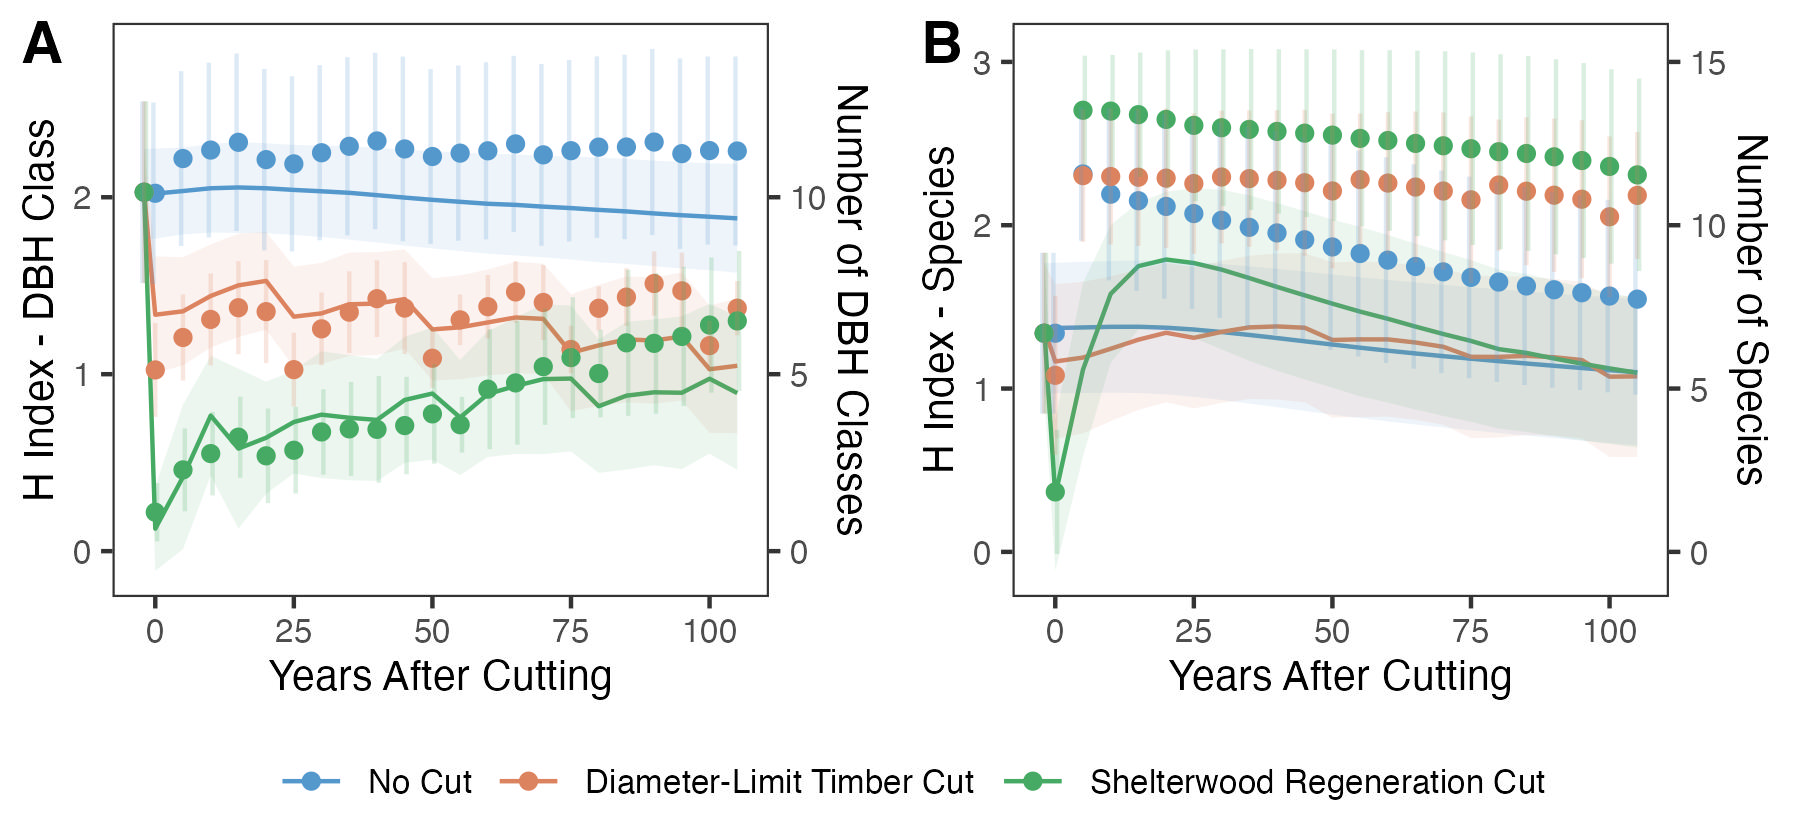 A
H Index - DBH Class
2
1
0
10
5
0
Number of DBH Classes
0 25 50 75 100
Years After Cutting
B
H Index - Species
3
2
1
0
15
10
5
0
Number of Species
0 25 50 75 100
Years After Cutting
No Cut Diameter-Limit Timber Cut Shelterwood Regeneration Cut